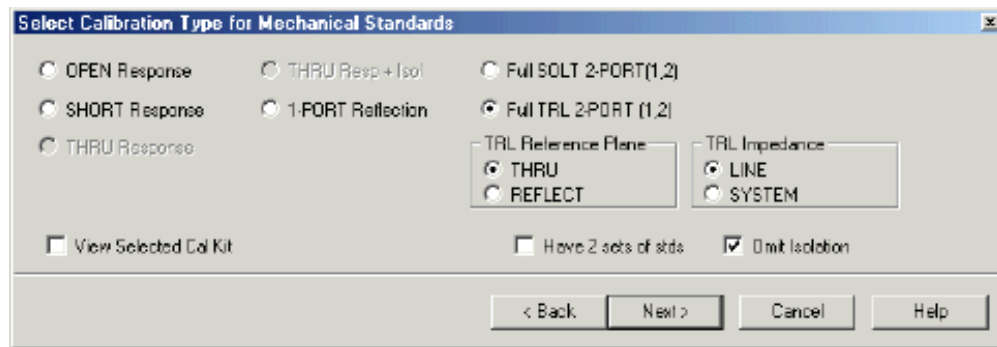 Select Calibration Type for Mechanical Standards
OPEN Response
THRU Resp + Isol
Full SOLT 2-PORT(1,2)
SHORT Response
1-PORT Reflection
Full TRL 2-PORT (1,2)
THRU Response
TRL Reference Plane
TRL Impedance
THRU
LINE
REFLECT
SYSTEM
View Selected Cal Kit
Have 2 sets of stds
Omit Isolation
< Back
Next >
Cancel
Help